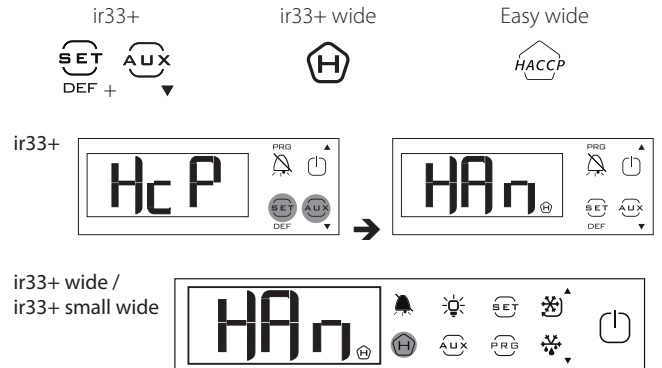 ir33+ ir33+ wide Easy wide
SET AUX H HACCP
DEF + ▼
ir33+
PRG ▲
HcP
SET AUX
DEF ▼
➔
PRG ▲
HAn H
SET AUX
DEF ▼
ir33+ wide /
ir33+ small wide
HAn H
SET ▲
H AUX PRG ▼